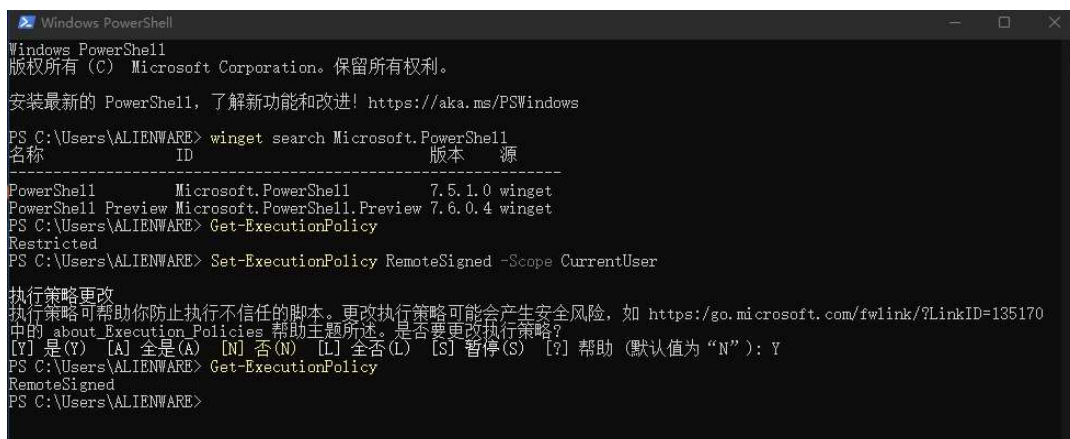 Windows PowerShell
Windows PowerShell
版权所有 (C) Microsoft Corporation。保留所有权利。
安装最新的 PowerShell，了解新功能和改进！https://aka.ms/PSWindows
PS C:\Users\ALIENWARE> winget search Microsoft.PowerShell
名称 ID 版本 源
-----------------------------------------------------------
PowerShell Microsoft.PowerShell 7.5.1.0 winget
PowerShell Preview Microsoft.PowerShell.Preview 7.6.0.4 winget
PS C:\Users\ALIENWARE> Get-ExecutionPolicy
Restricted
PS C:\Users\ALIENWARE> Set-ExecutionPolicy RemoteSigned -Scope CurrentUser
执行策略更改
执行策略可帮助你防止执行不信任的脚本。更改执行策略可能会产生安全风险，如 https:/go.microsoft.com/fwlink/?LinkID=135170
中的 about_Execution_Policies 帮助主题所述。是否要更改执行策略?
[Y] 是(Y) [A] 全是(A) [N] 否(N) [L] 全否(L) [S] 暂停(S) [?] 帮助 (默认值为“N”): Y
PS C:\Users\ALIENWARE> Get-ExecutionPolicy
RemoteSigned
PS C:\Users\ALIENWARE>